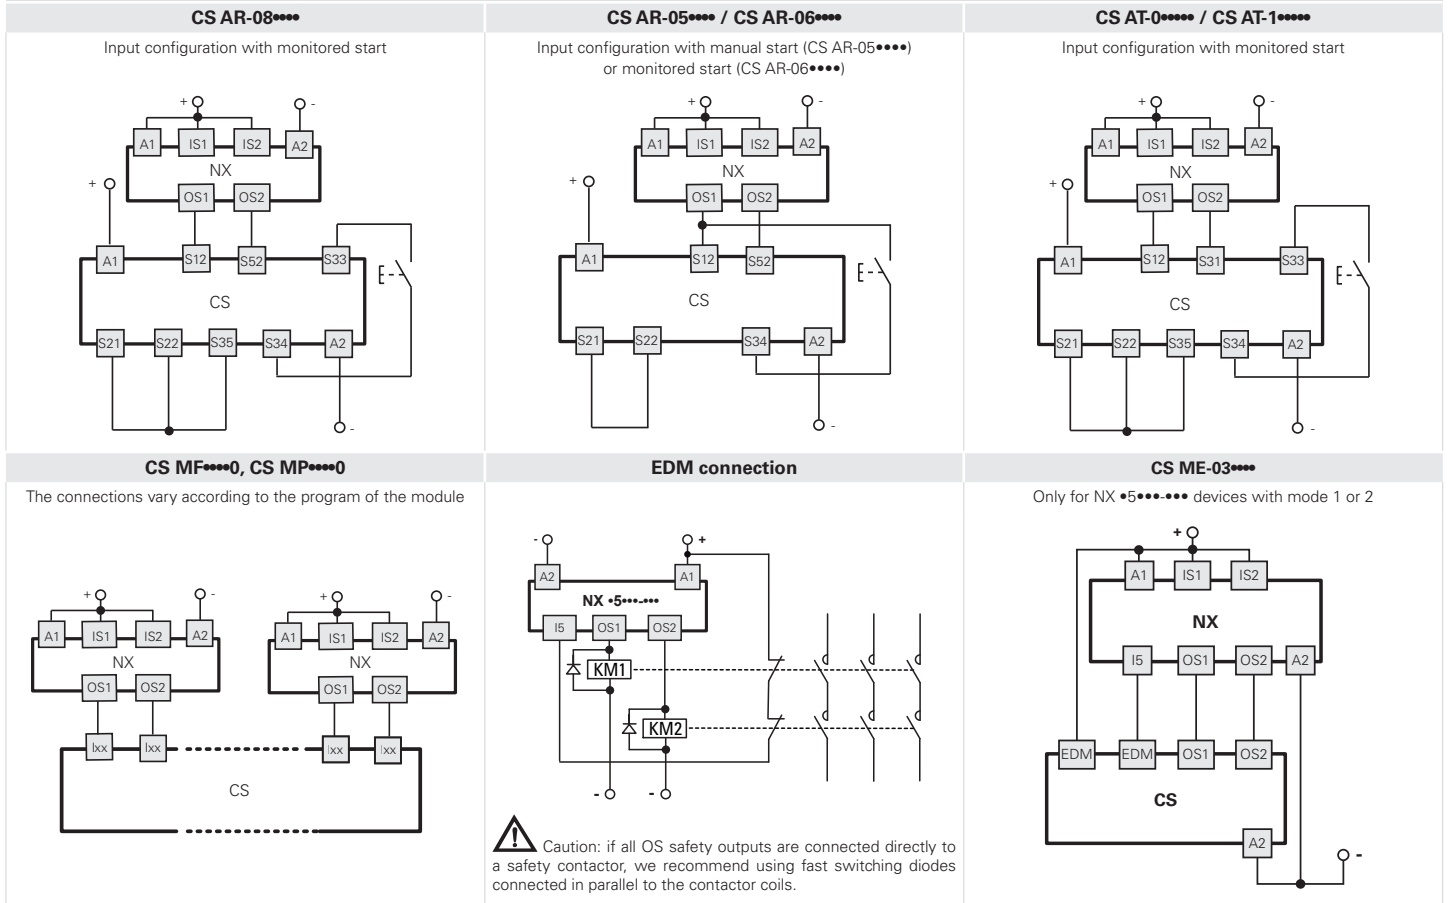 CS AR-08••••
Input configuration with monitored start
+
-
A1 IS1 IS2 A2
NX
OS1 OS2
+
A1 S12 S52 S33
CS
S21 S22 S35 S34 A2
-
CS AR-05•••• / CS AR-06••••
Input configuration with manual start (CS AR-05••••)
or monitored start (CS AR-06••••)
+
-
A1 IS1 IS2 A2
NX
OS1 OS2
+
A1 S12 S52
CS
S21 S22 S34 A2
-
CS AT-0••••• / CS AT-1•••••
Input configuration with monitored start
+
-
A1 IS1 IS2 A2
NX
OS1 OS2
+
A1 S12 S31 S33
CS
S21 S22 S35 S34 A2
-
CS MF••••0, CS MP••••0
The connections vary according to the program of the module
+ - + -
A1 IS1 IS2 A2 A1 IS1 IS2 A2
NX NX
OS1 OS2 OS1 OS2
Ixx Ixx Ixx Ixx
CS
EDM connection
- +
A2 A1
NX •5•••-•••
I5 OS1 OS2
KM1
KM2
- -
Caution: if all OS safety outputs are connected directly to
a safety contactor, we recommend using fast switching diodes
connected in parallel to the contactor coils.
CS ME-03••••
Only for NX •5•••-••• devices with mode 1 or 2
+
A1 IS1 IS2
NX
I5 OS1 OS2 A2
EDM EDM OS1 OS2
CS
A2
-